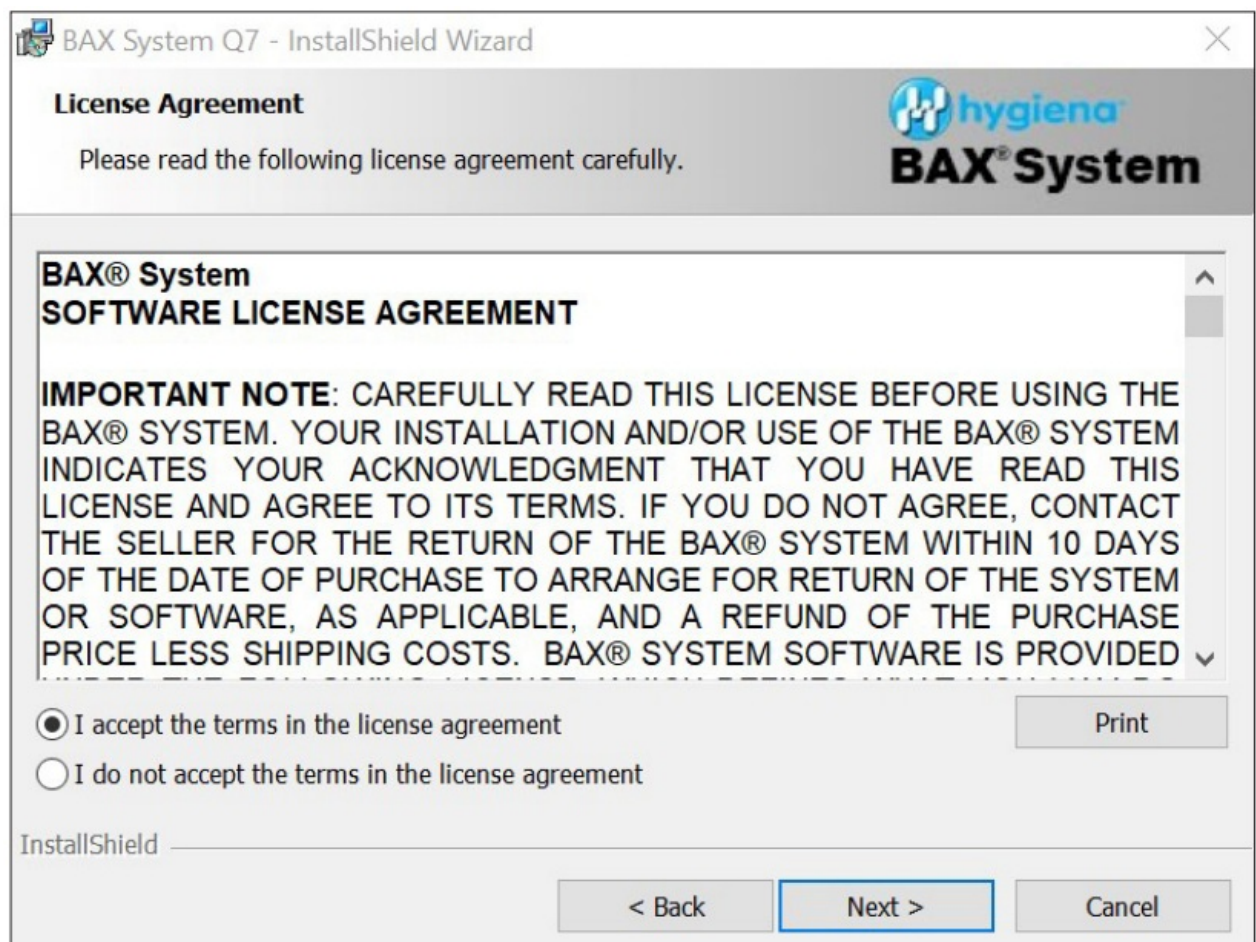 BAX System Q7 - InstallShield Wizard
License Agreement
Please read the following license agreement carefully.
hygiena
BAX® System
BAX® System
SOFTWARE LICENSE AGREEMENT
IMPORTANT NOTE: CAREFULLY READ THIS LICENSE BEFORE USING THE
BAX® SYSTEM. YOUR INSTALLATION AND/OR USE OF THE BAX® SYSTEM
INDICATES YOUR ACKNOWLEDGMENT THAT YOU HAVE READ THIS
LICENSE AND AGREE TO ITS TERMS. IF YOU DO NOT AGREE, CONTACT
THE SELLER FOR THE RETURN OF THE BAX® SYSTEM WITHIN 10 DAYS
OF THE DATE OF PURCHASE TO ARRANGE FOR RETURN OF THE SYSTEM
OR SOFTWARE, AS APPLICABLE, AND A REFUND OF THE PURCHASE
PRICE LESS SHIPPING COSTS. BAX® SYSTEM SOFTWARE IS PROVIDED
I accept the terms in the license agreement
Print
I do not accept the terms in the license agreement
InstallShield
< Back
Next >
Cancel